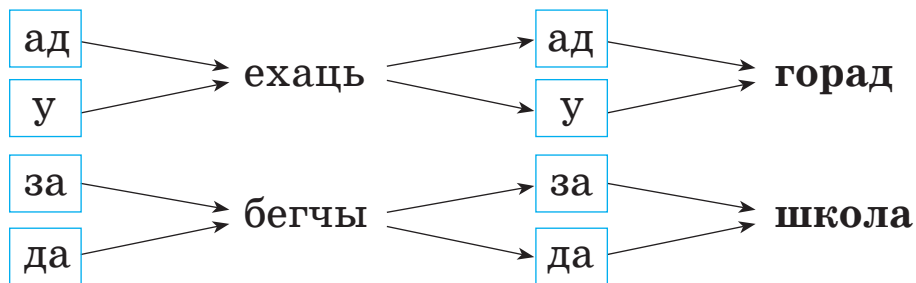 ад ад
ехаць горад
у у
за за
бегчы школа
да да